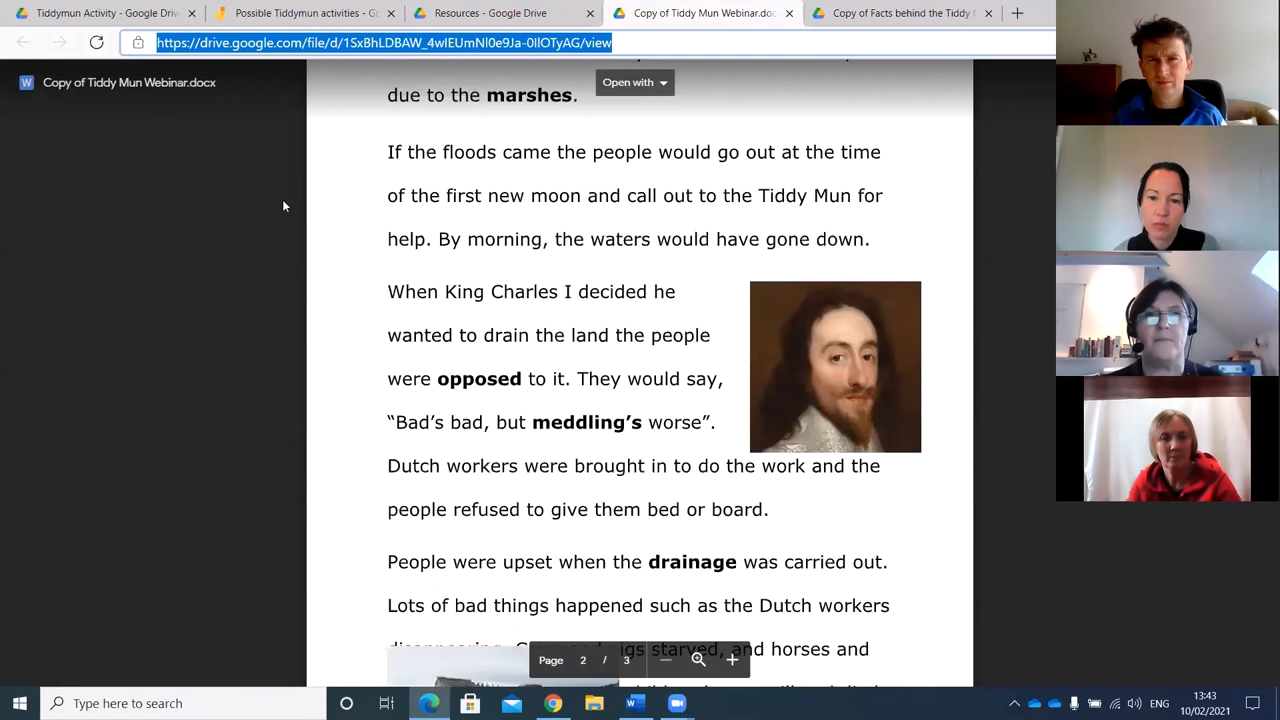 Tiddymun Activity - Google Drive
Possible Tiddymun activities - G
Resources - Google Drive
Copy of Tiddy Mun Webinar.doc
Copy of Facts behind the Tiddy
https://drive.google.com/file/d/1SxBhLDBAW_4wIEUmNl0e9Ja-0IlOTyAG/view
W Copy of Tiddy Mun Webinar.docx
Open with
due to the marshes.
If the floods came the people would go out at the time
of the first new moon and call out to the Tiddy Mun for
help. By morning, the waters would have gone down.
When King Charles I decided he
wanted to drain the land the people
were opposed to it. They would say,
“Bad’s bad, but meddling’s worse”.
Dutch workers were brought in to do the work and the
people refused to give them bed or board.
People were upset when the drainage was carried out.
Lots of bad things happened such as the Dutch workers
starved, and horses and
Page 2 / 3
Type here to search
ENG
13:43
10/02/2021